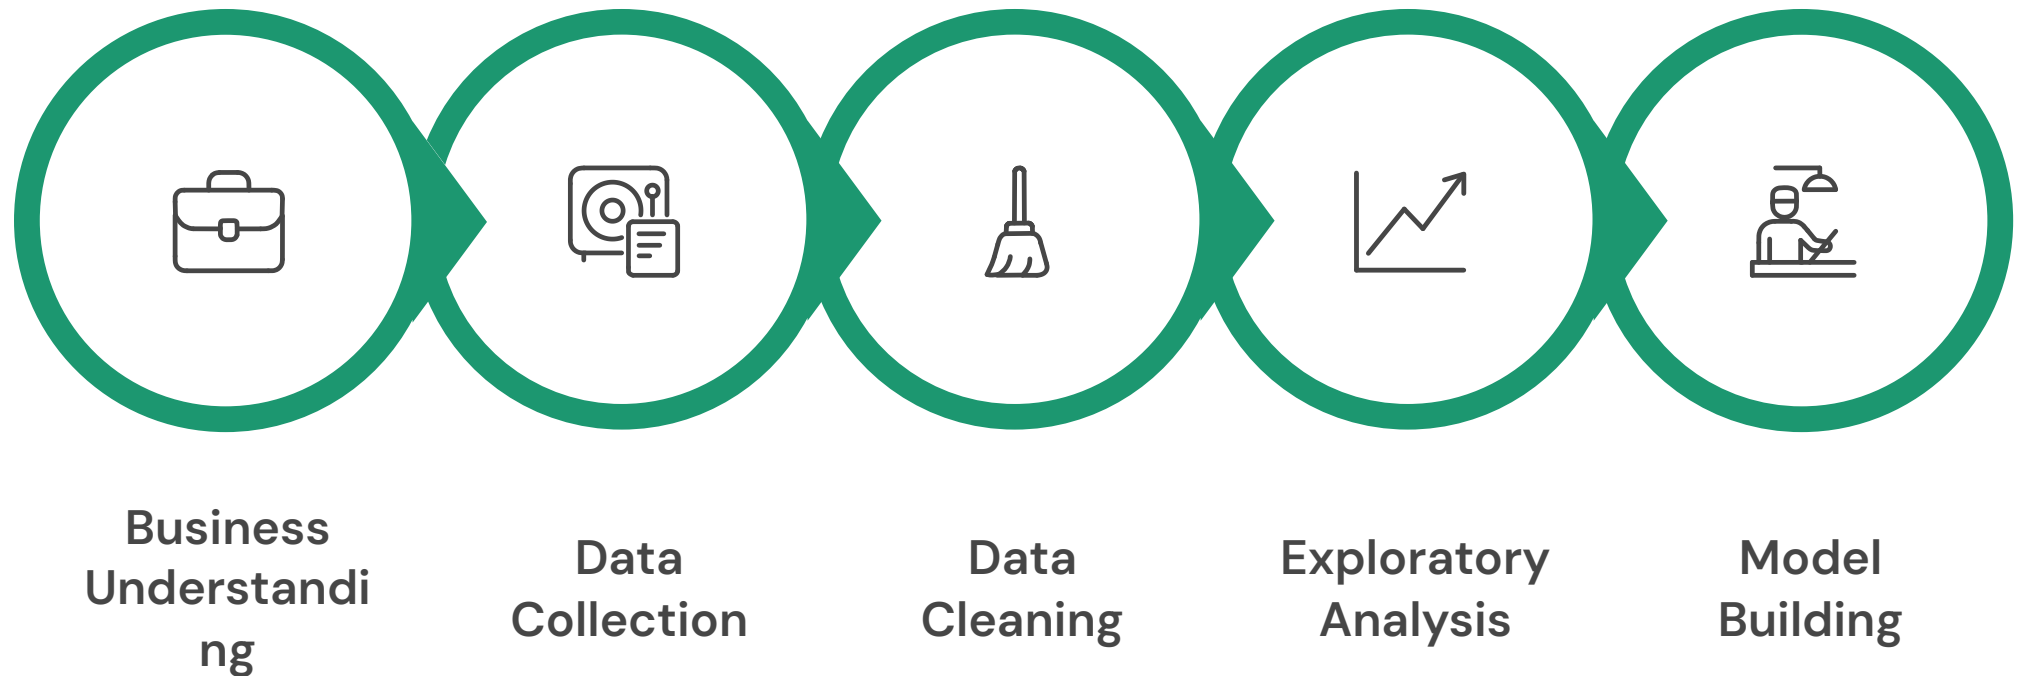 Business
Understandi
ng
Data
Collection
Data
Cleaning
Exploratory
Analysis
Model
Building